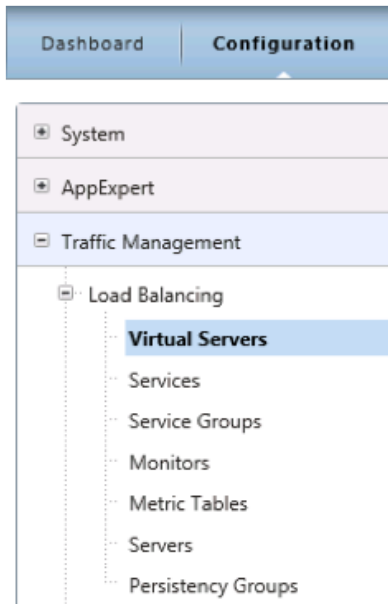 Dashboard Configuration
System
AppExpert
Traffic Management
Load Balancing
Virtual Servers
Services
Service Groups
Monitors
Metric Tables
Servers
Persistency Groups